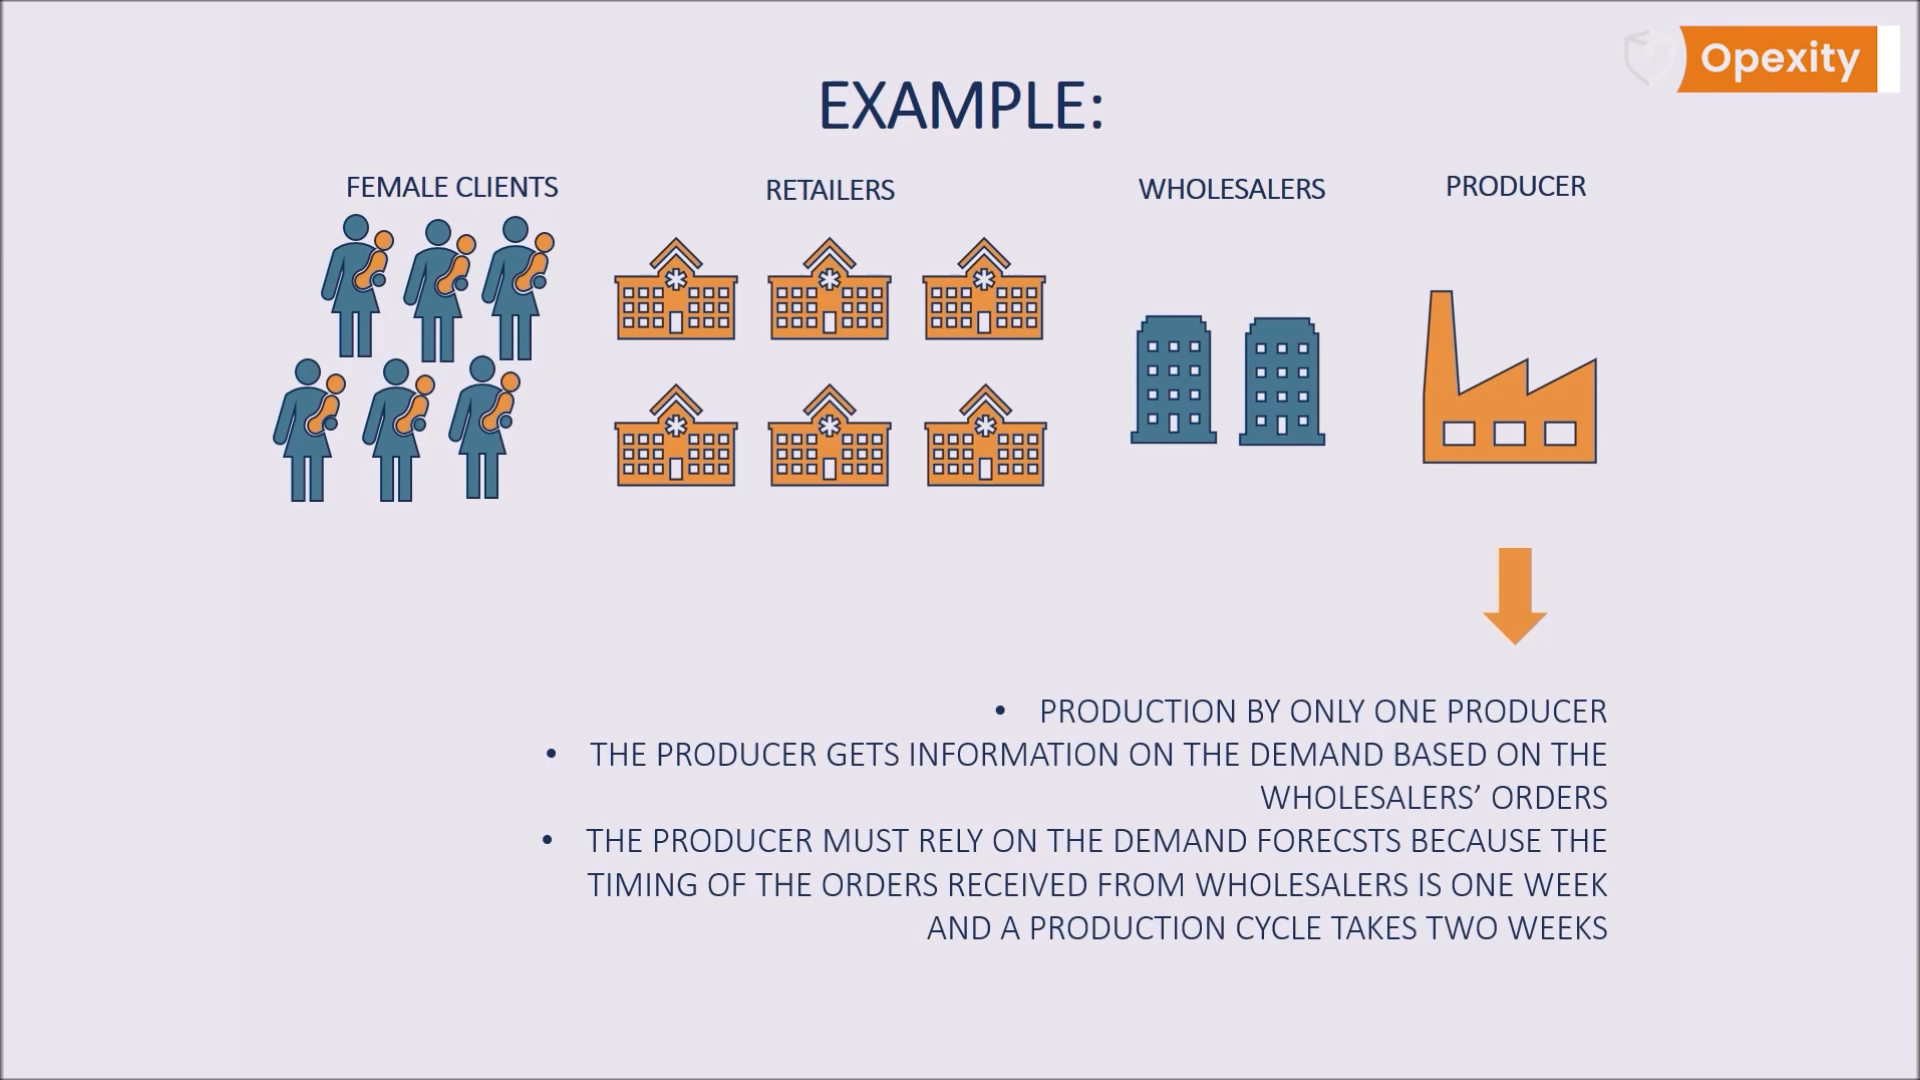 Opexity
EXAMPLE:
FEMALE CLIENTS
RETAILERS
WHOLESALERS
PRODUCER
• PRODUCTION BY ONLY ONE PRODUCER
• THE PRODUCER GETS INFORMATION ON THE DEMAND BASED ON THE
WHOLESALERS’ ORDERS
• THE PRODUCER MUST RELY ON THE DEMAND FORECSTS BECAUSE THE
TIMING OF THE ORDERS RECEIVED FROM WHOLESALERS IS ONE WEEK
AND A PRODUCTION CYCLE TAKES TWO WEEKS